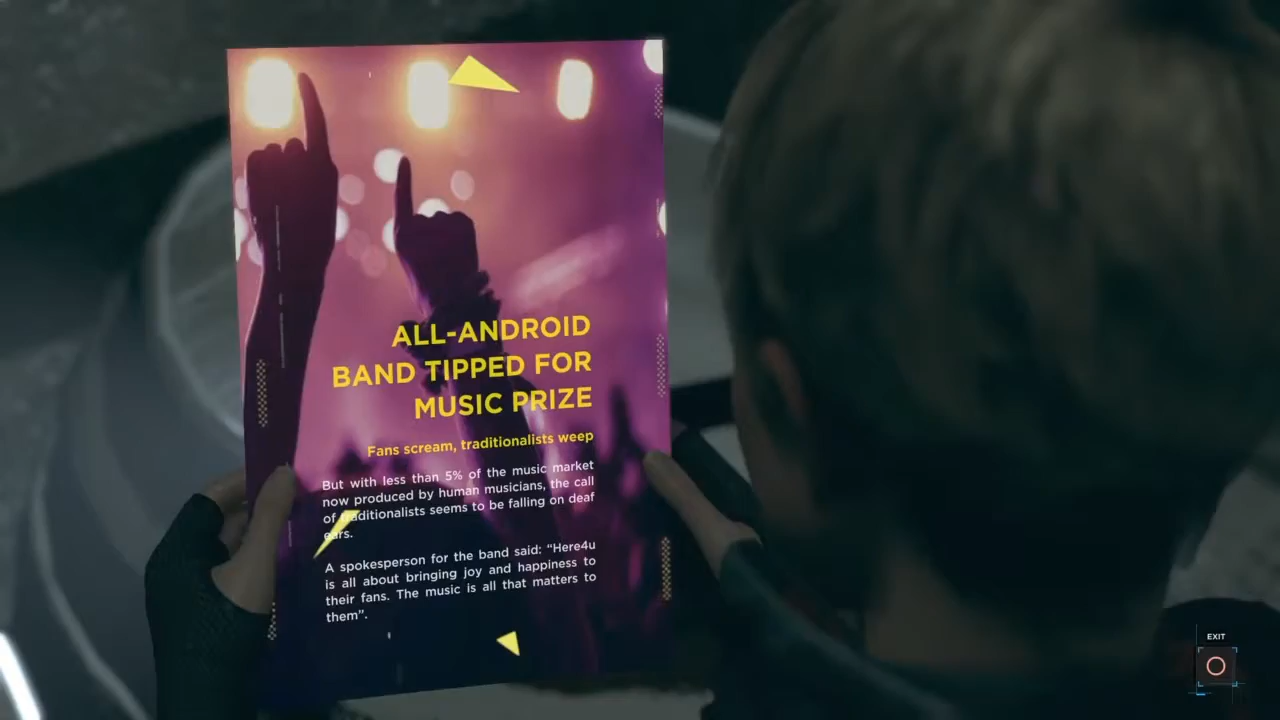 ALL-ANDROID
BAND TIPPED FOR
MUSIC PRIZE
Fans scream, traditionalists weep
But with less than 5% of the music market
now produced by human musicians, the call
of traditionalists seems to be falling on deaf
ears.
A spokesperson for the band said: “Here4u
is all about bringing joy and happiness to
their fans. The music is all that matters to
them”.
EXIT